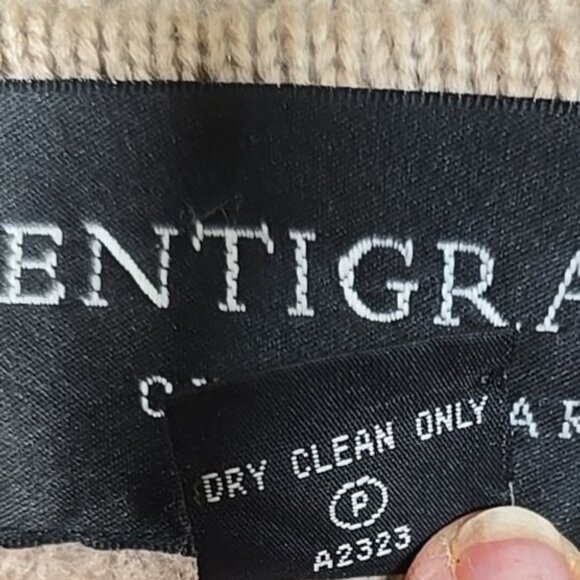 ENTIGRA
DRY CLEAN ONLY
P
A2323